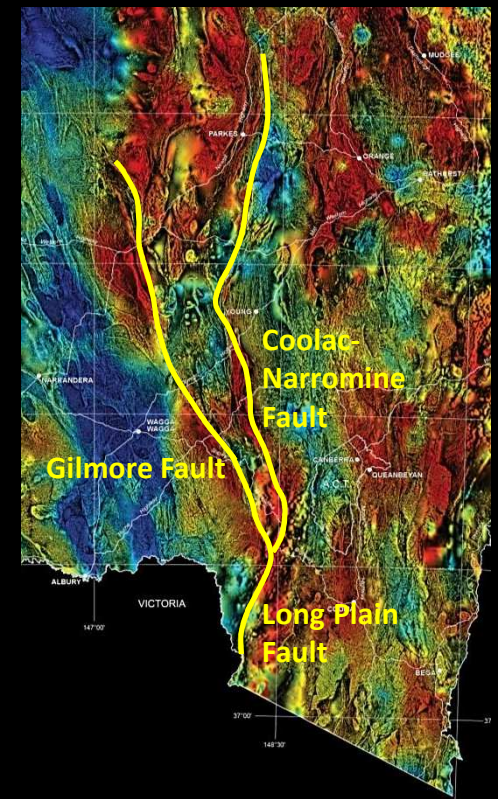 MUDGEE
PARKES
ORANGE
BATHURST
YOUNG
Coolac-
Narromine
Fault
NARRANDERA
WAGGA
WAGGA
Gilmore Fault
CANBERRA
QUEANBEYAN
A.C.T.
ALBURY
VICTORIA
147°00'
Long Plain
Fault
BEGA
37°00'
148°30'
37°